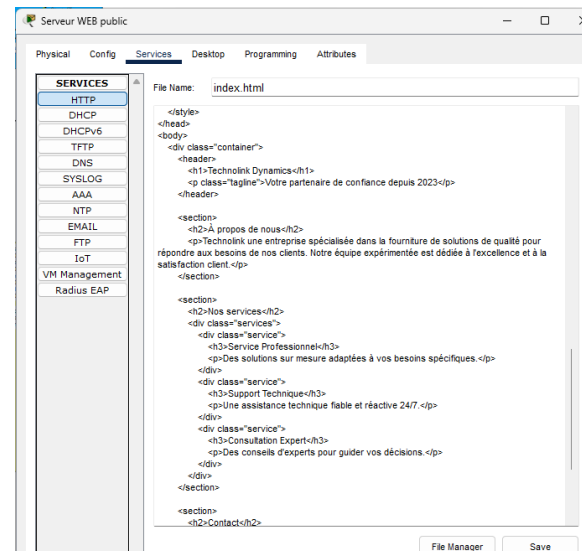 Serveur WEB public
Physical Config Services Desktop Programming Attributes
SERVICES
HTTP
DHCP
DHCPv6
TFTP
DNS
SYSLOG
AAA
NTP
EMAIL
FTP
IoT
VM Management
Radius EAP
File Name: index.html
</style>
</head>
<body>
<div class="container">
<header>
<h1>Technolink Dynamics</h1>
<p class="tagline">Votre partenaire de confiance depuis 2023</p>
</header>
<section>
<h2>À propos de nous</h2>
<p>Technolink une entreprise spécialisée dans la fourniture de solutions de qualité pour
répondre aux besoins de nos clients. Notre équipe expérimentée est dédiée à l'excellence et à la
satisfaction client.</p>
</section>
<section>
<h2>Nos services</h2>
<div class="services">
<div class="service">
<h3>Service Professionnel</h3>
<p>Des solutions sur mesure adaptées à vos besoins spécifiques.</p>
</div>
<div class="service">
<h3>Support Technique</h3>
<p>Une assistance technique fiable et réactive 24/7.</p>
</div>
<div class="service">
<h3>Consultation Expert</h3>
<p>Des conseils d'experts pour guider vos décisions.</p>
</div>
</div>
</section>
<section>
<h2>Contact</h2>
File Manager Save